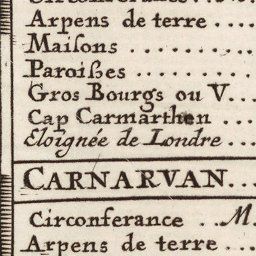 Arpens de terre ...
Maiſons .......
Paroiſses .......
Gros Bourgs ou V...
Cap Carmarthen ...
Eloignée de Londre ...
CARNARVAN...
Circonferance .. M.
Arpens de terre ...